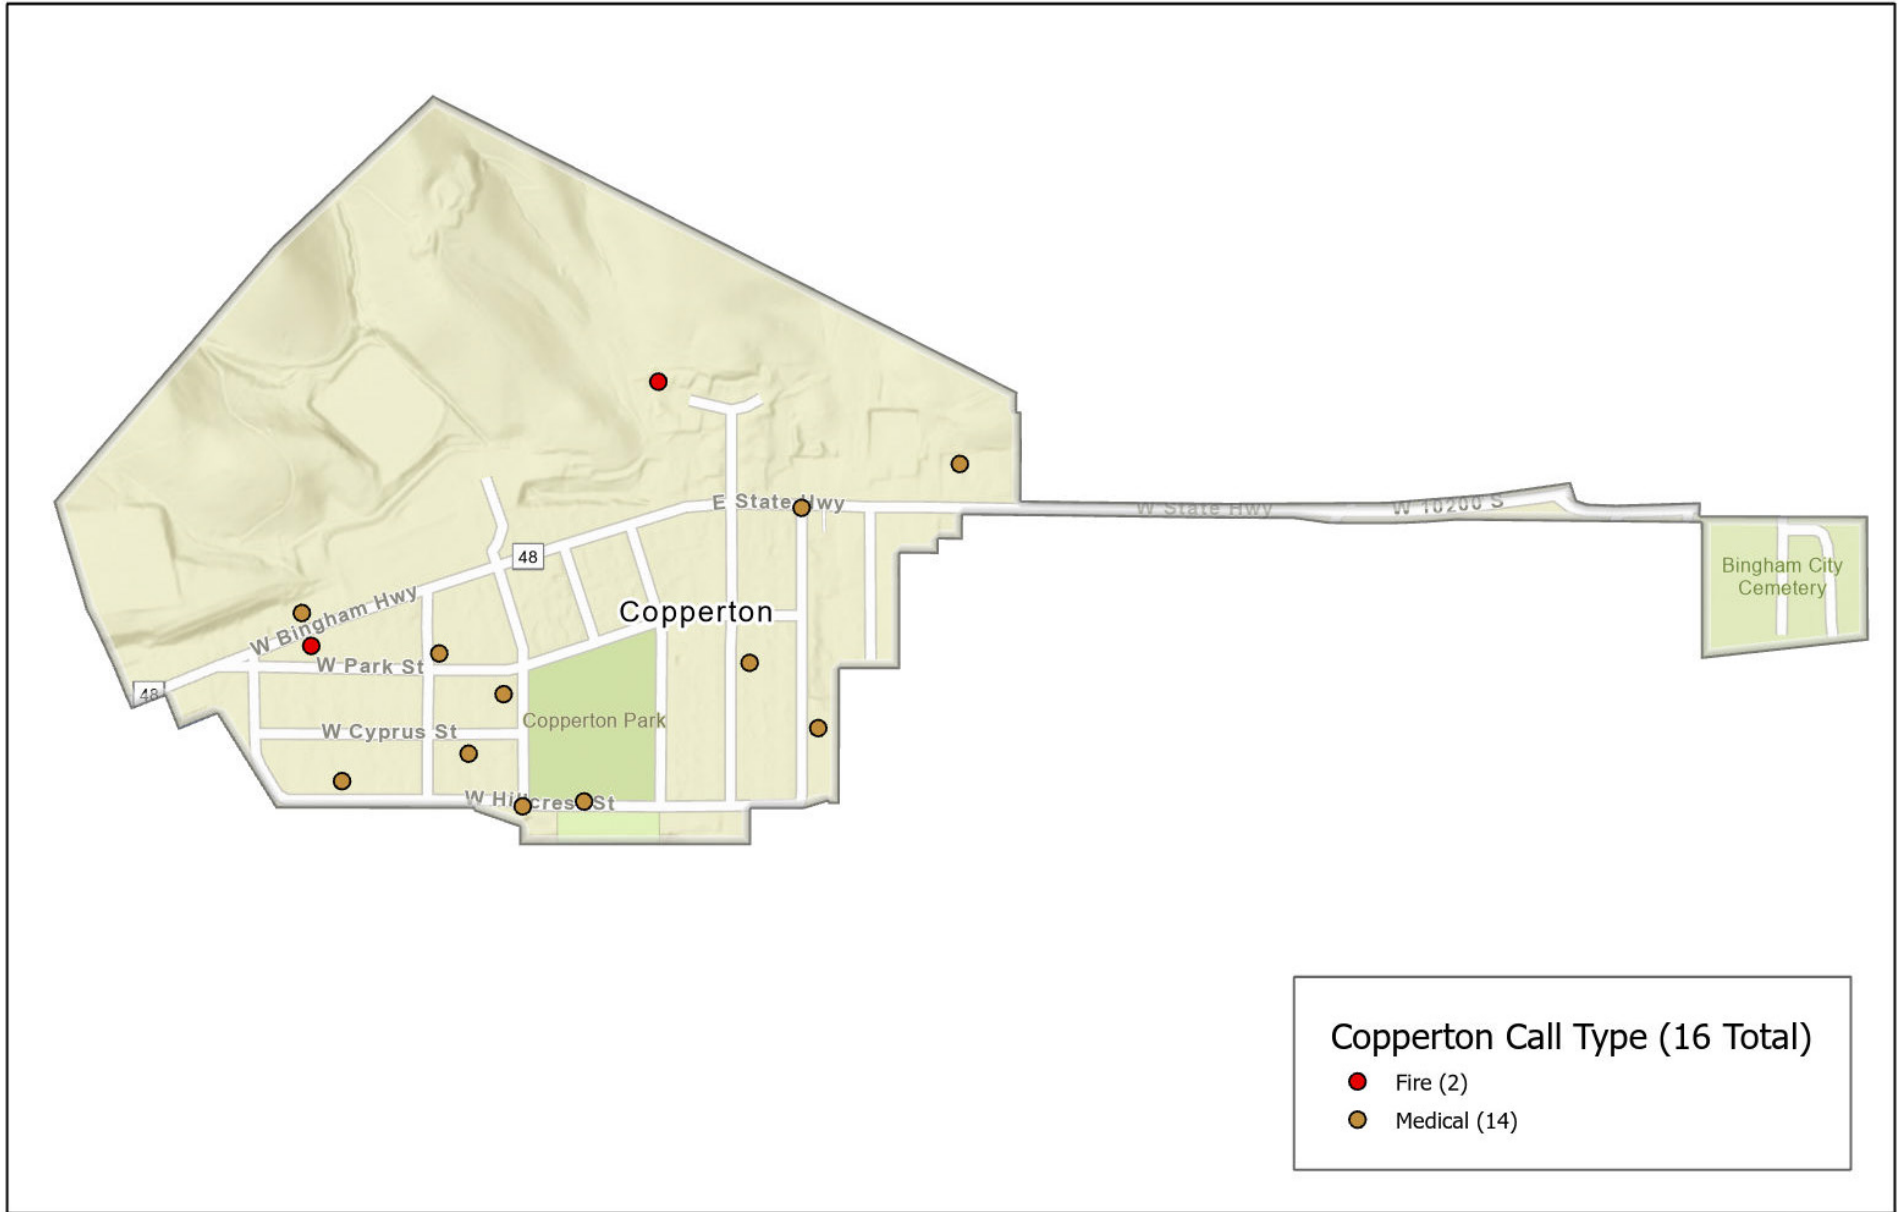 E State Hwy
W State Hwy
W 10200 S
48
Bingham City
Cemetery
W Bingham Hwy
Copperton
W Park St
48
Copperton Park
W Cyprus St
W Hillcrest St
Copperton Call Type (16 Total)
Fire (2)
Medical (14)